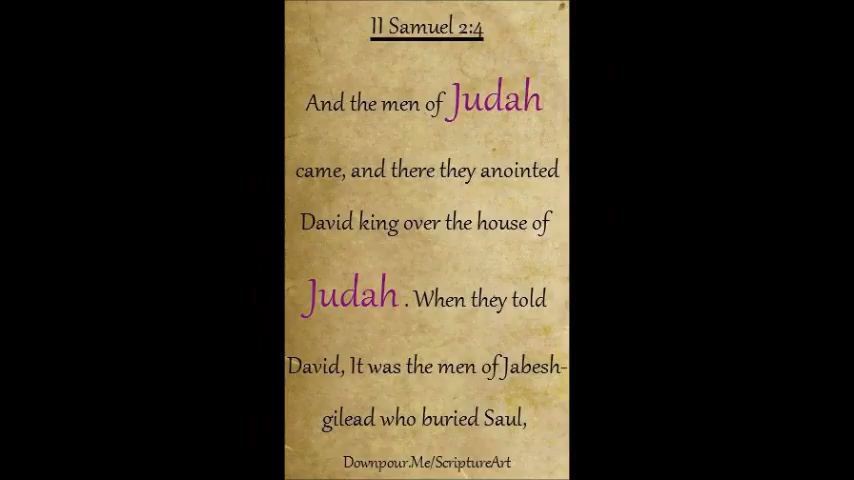 II Samuel 2:4
And the men of Judah
came, and there they anointed
David king over the house of
Judah . When they told
David, It was the men of Jabesh-
gilead who buried Saul,
Downpour.Me/ScriptureArt